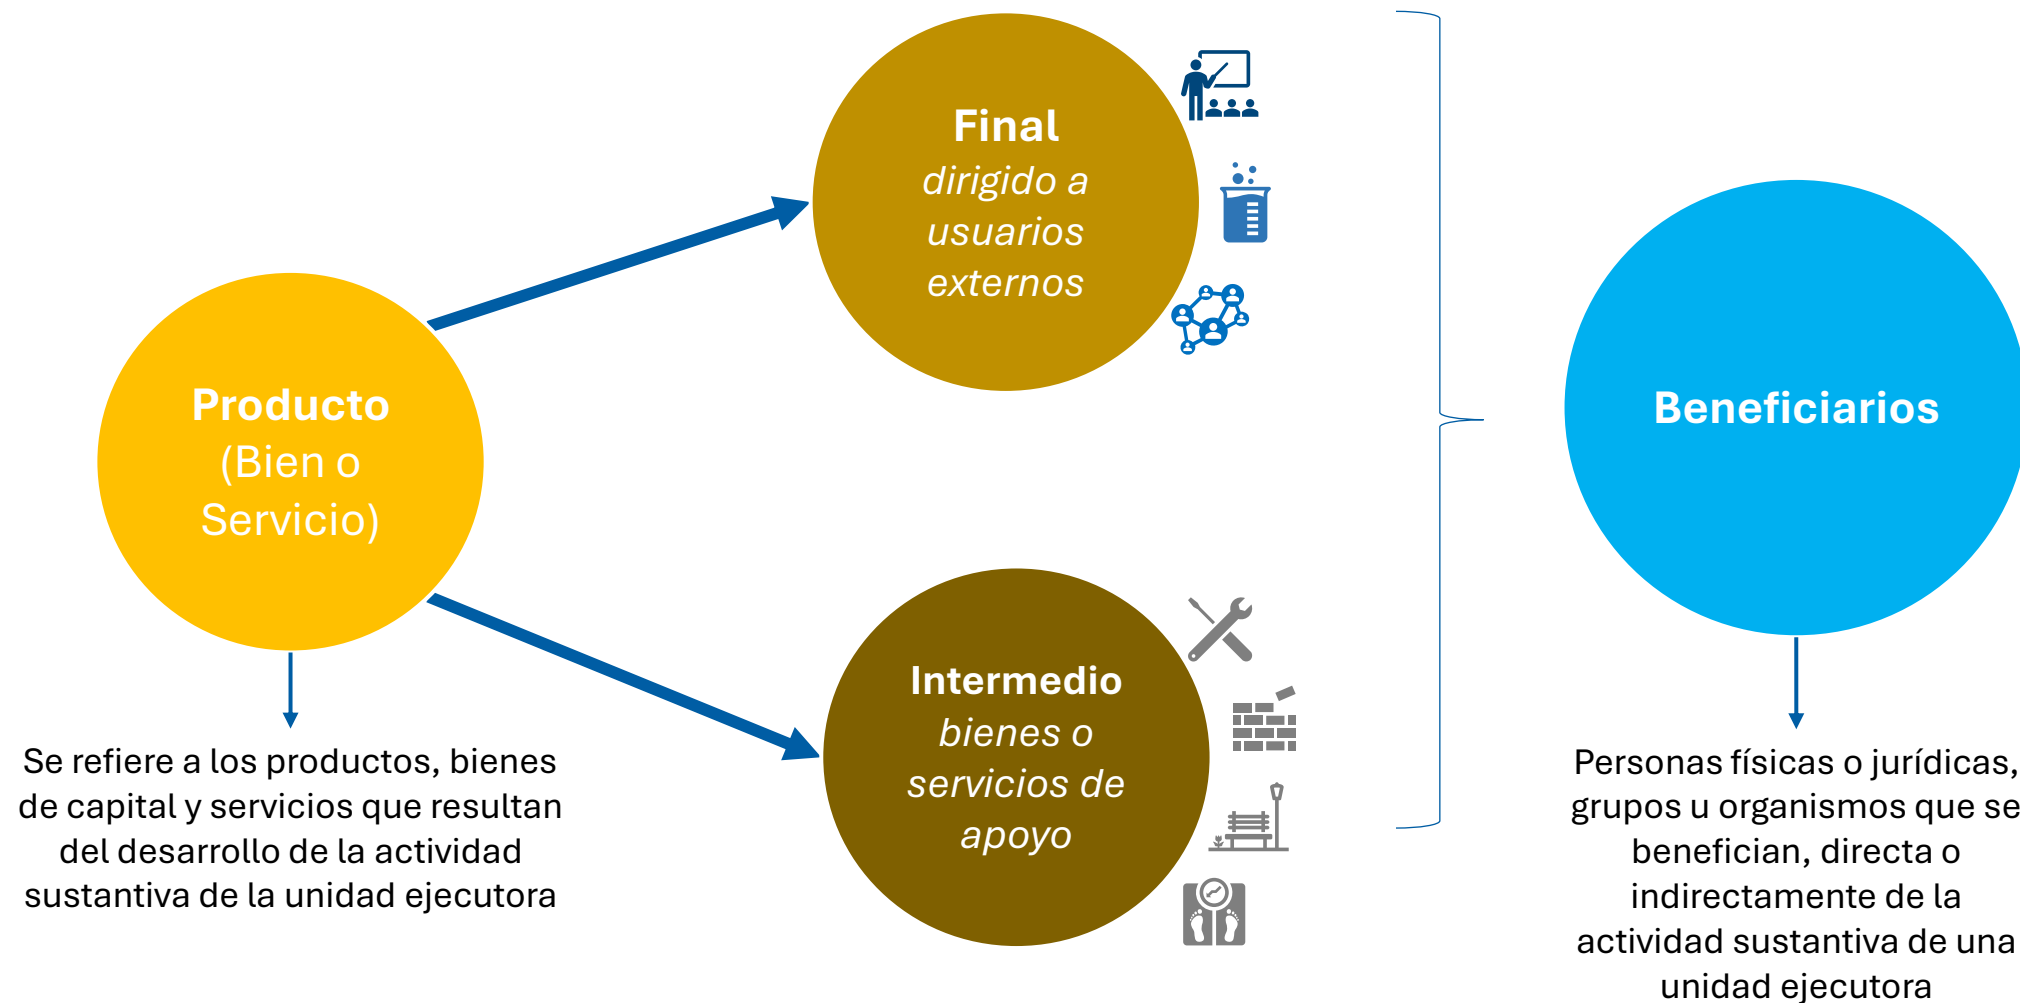 Producto
(Bien o
Servicio)
Se refiere a los productos, bienes
de capital y servicios que resultan
del desarrollo de la actividad
sustantiva de la unidad ejecutora
Final
dirigido a
usuarios
externos
Intermedio
bienes o
servicios de
apoyo
Beneficiarios
Personas físicas o jurídicas,
grupos u organismos que se
benefician, directa o
indirectamente de la
actividad sustantiva de una
unidad ejecutora